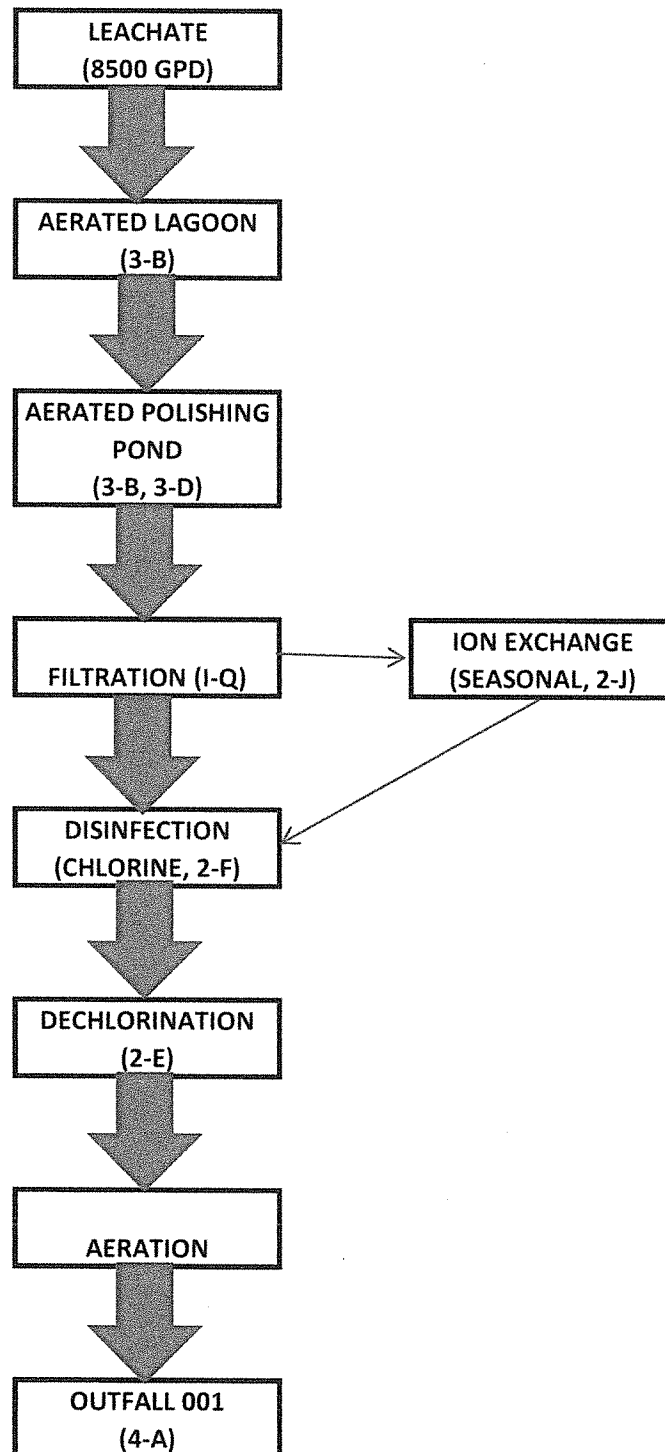 LEACHATE
(8500 GPD)
AERATED LAGOON
(3-B)
AERATED POLISHING
POND
(3-B, 3-D)
FILTRATION (I-Q)
ION EXCHANGE
(SEASONAL, 2-J)
DISINFECTION
(CHLORINE, 2-F)
DECHLORINATION
(2-E)
AERATION
OUTFALL 001
(4-A)